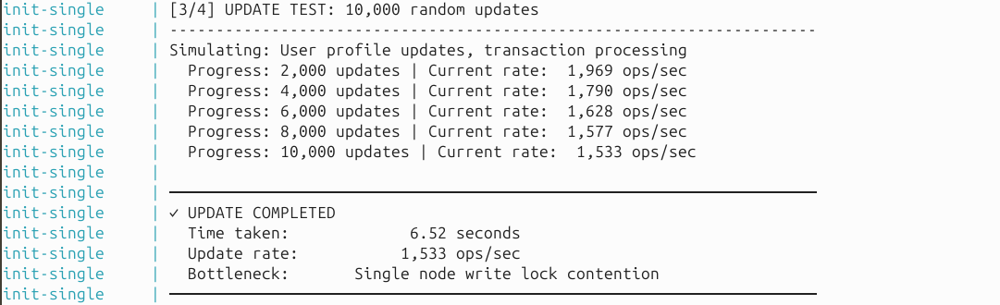 init-single | [3/4] UPDATE TEST: 10,000 random updates
init-single | ----------------------------------------------------------------------
init-single | Simulating: User profile updates, transaction processing
init-single | Progress: 2,000 updates | Current rate: 1,969 ops/sec
init-single | Progress: 4,000 updates | Current rate: 1,790 ops/sec
init-single | Progress: 6,000 updates | Current rate: 1,628 ops/sec
init-single | Progress: 8,000 updates | Current rate: 1,577 ops/sec
init-single | Progress: 10,000 updates | Current rate: 1,533 ops/sec
init-single |
init-single | ━━━━━━━━━━━━━━━━━━━━━━━━━━━━━━━━━━━━━━━━━━━━━━━━━━━━━━━━━━━━━━━━━━━━━━
init-single | ✓ UPDATE COMPLETED
init-single | Time taken: 6.52 seconds
init-single | Update rate: 1,533 ops/sec
init-single | Bottleneck: Single node write lock contention
init-single | ━━━━━━━━━━━━━━━━━━━━━━━━━━━━━━━━━━━━━━━━━━━━━━━━━━━━━━━━━━━━━━━━━━━━━━